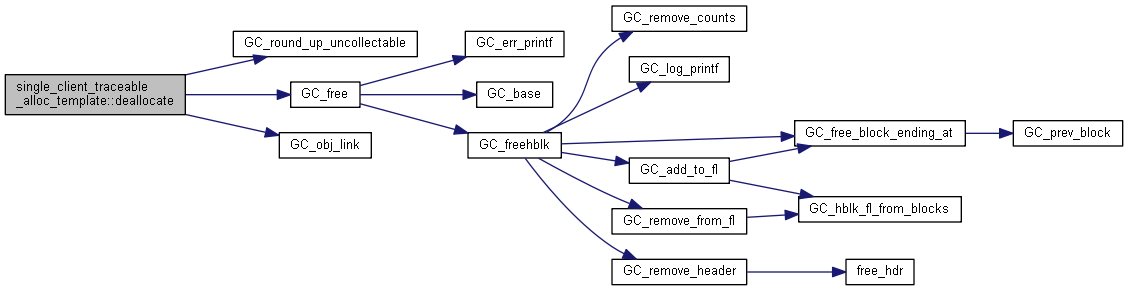 single_client_traceable
_alloc_template::deallocate
GC_round_up_uncollectable
GC_free
GC_obj_link
GC_err_printf
GC_base
GC_freehblk
GC_remove_counts
GC_log_printf
GC_add_to_fl
GC_remove_from_fl
GC_remove_header
GC_free_block_ending_at
GC_hblk_fl_from_blocks
free_hdr
GC_prev_block